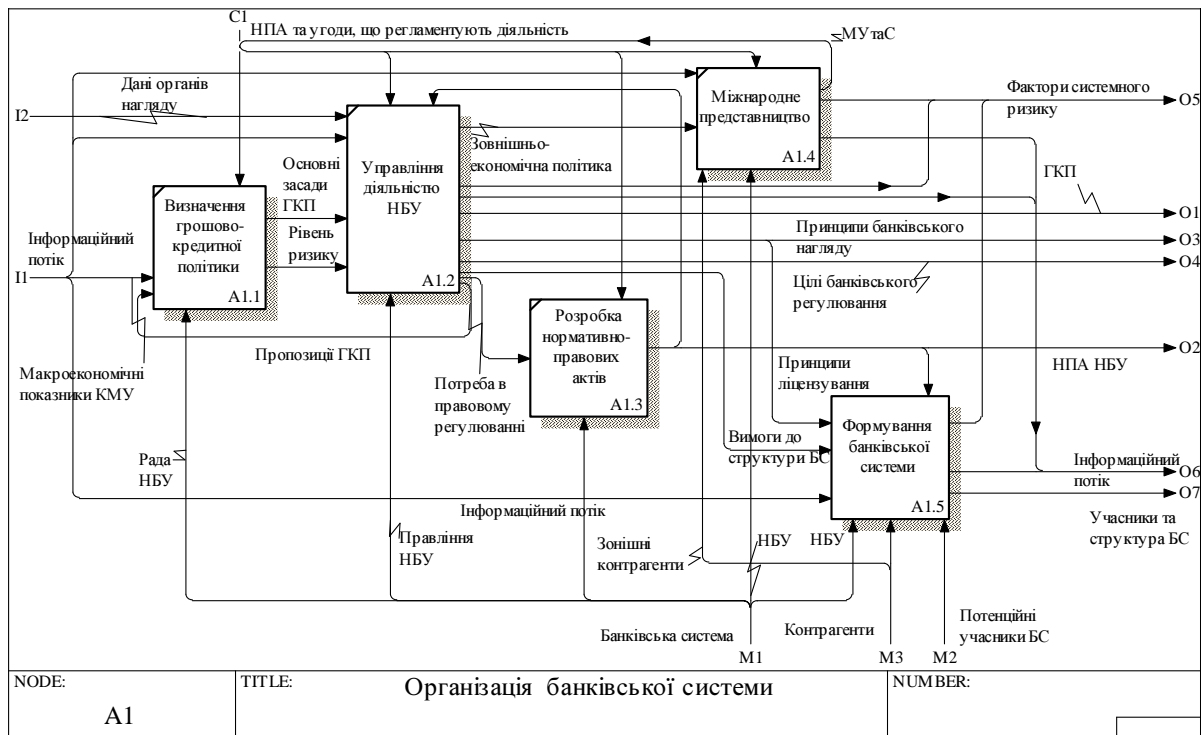 C1
НПА та угоди, що регламентують діяльність
МУтаС
I2
Дані органів
нагляду
Міжнародне
представництво
A1.4
Фактори системного
ризику
O5
Зовнішньо-
економічна політика
Управління
діяльністю
НБУ
A1.2
Основні
засади
ГКП
Рівень
ризику
Визначення
грошово-
кредитної
політики
A1.1
Інформаційний
потік
I1
ГКП
O1
Принципи банківського
нагляду
O3
O4
Цілі банківського
регулювання
Розробка
нормативно-
правових
актів
A1.3
Пропозиції ГКП
Макроекономічні
показники КМУ
Потреба в
правовому
регулюванні
O2
НПА НБУ
Принципи
ліцензування
Формування
банківської
системи
A1.5
Вимоги до
структури БС
Рада
НБУ
Інформаційний
потік
O6
O7
Інформаційний потік
Учасники та
структура БС
Правління
НБУ
Зонішні
контрагенти
НБУ
НБУ
Банківська система
M1
Контрагенти
M3
M2
Потенційні
учасники БС
NODE:
A1
TITLE:
Організація банківської системи
NUMBER: